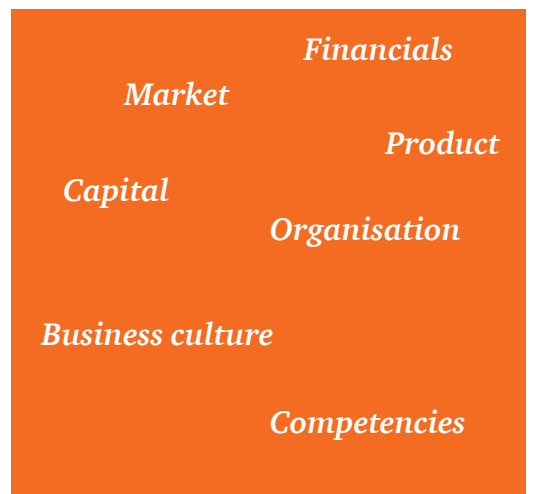 Financials
Market
Product
Capital
Organisation
Business culture
Competencies